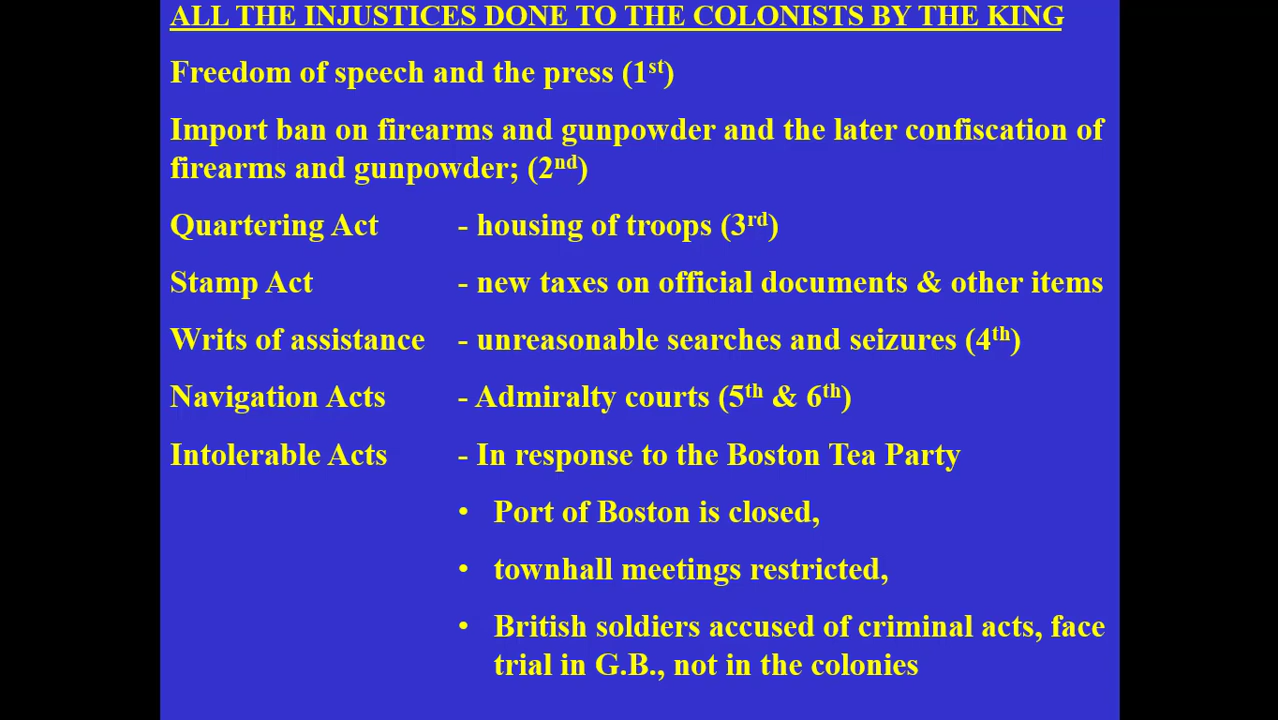 ALL THE INJUSTICES DONE TO THE COLONISTS BY THE KING
Freedom of speech and the press (1st)
Import ban on firearms and gunpowder and the later confiscation of
firearms and gunpowder; (2nd)
Quartering Act - housing of troops (3rd)
Stamp Act - new taxes on official documents & other items
Writs of assistance - unreasonable searches and seizures (4th)
Navigation Acts - Admiralty courts (5th & 6th)
Intolerable Acts - In response to the Boston Tea Party
• Port of Boston is closed,
• townhall meetings restricted,
• British soldiers accused of criminal acts, face
trial in G.B., not in the colonies